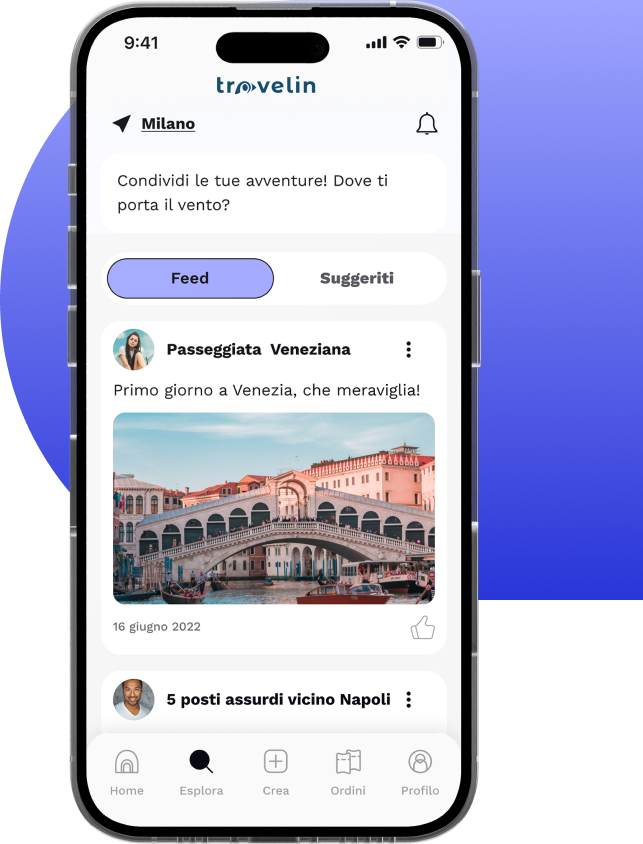 9:41
travelin
Milano
Condividi le tue avventure! Dove ti
porta il vento?
Feed
Suggeriti
Passeggiata Veneziana
Primo giorno a Venezia, che meraviglia!
16 giugno 2022
5 posti assurdi vicino Napoli
Home
Esplora
Crea
Ordini
Profilo